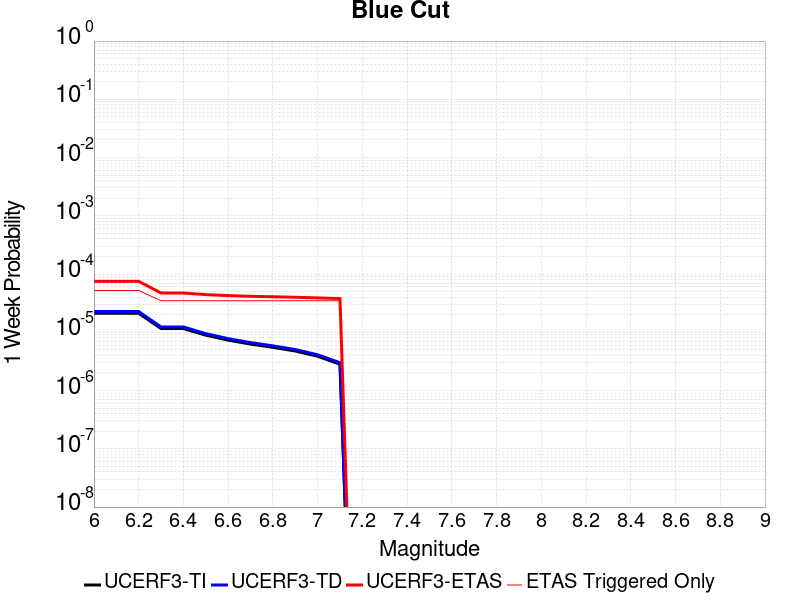 Blue Cut
10^0
10^-1
10^-2
10^-3
10^-4
10^-5
10^-6
10^-7
10^-8
1 Week Probability
6 6.2 6.4 6.6 6.8 7 7.2 7.4 7.6 7.8 8 8.2 8.4 8.6 8.8 9
Magnitude
UCERF3-TI UCERF3-TD UCERF3-ETAS ETAS Triggered Only